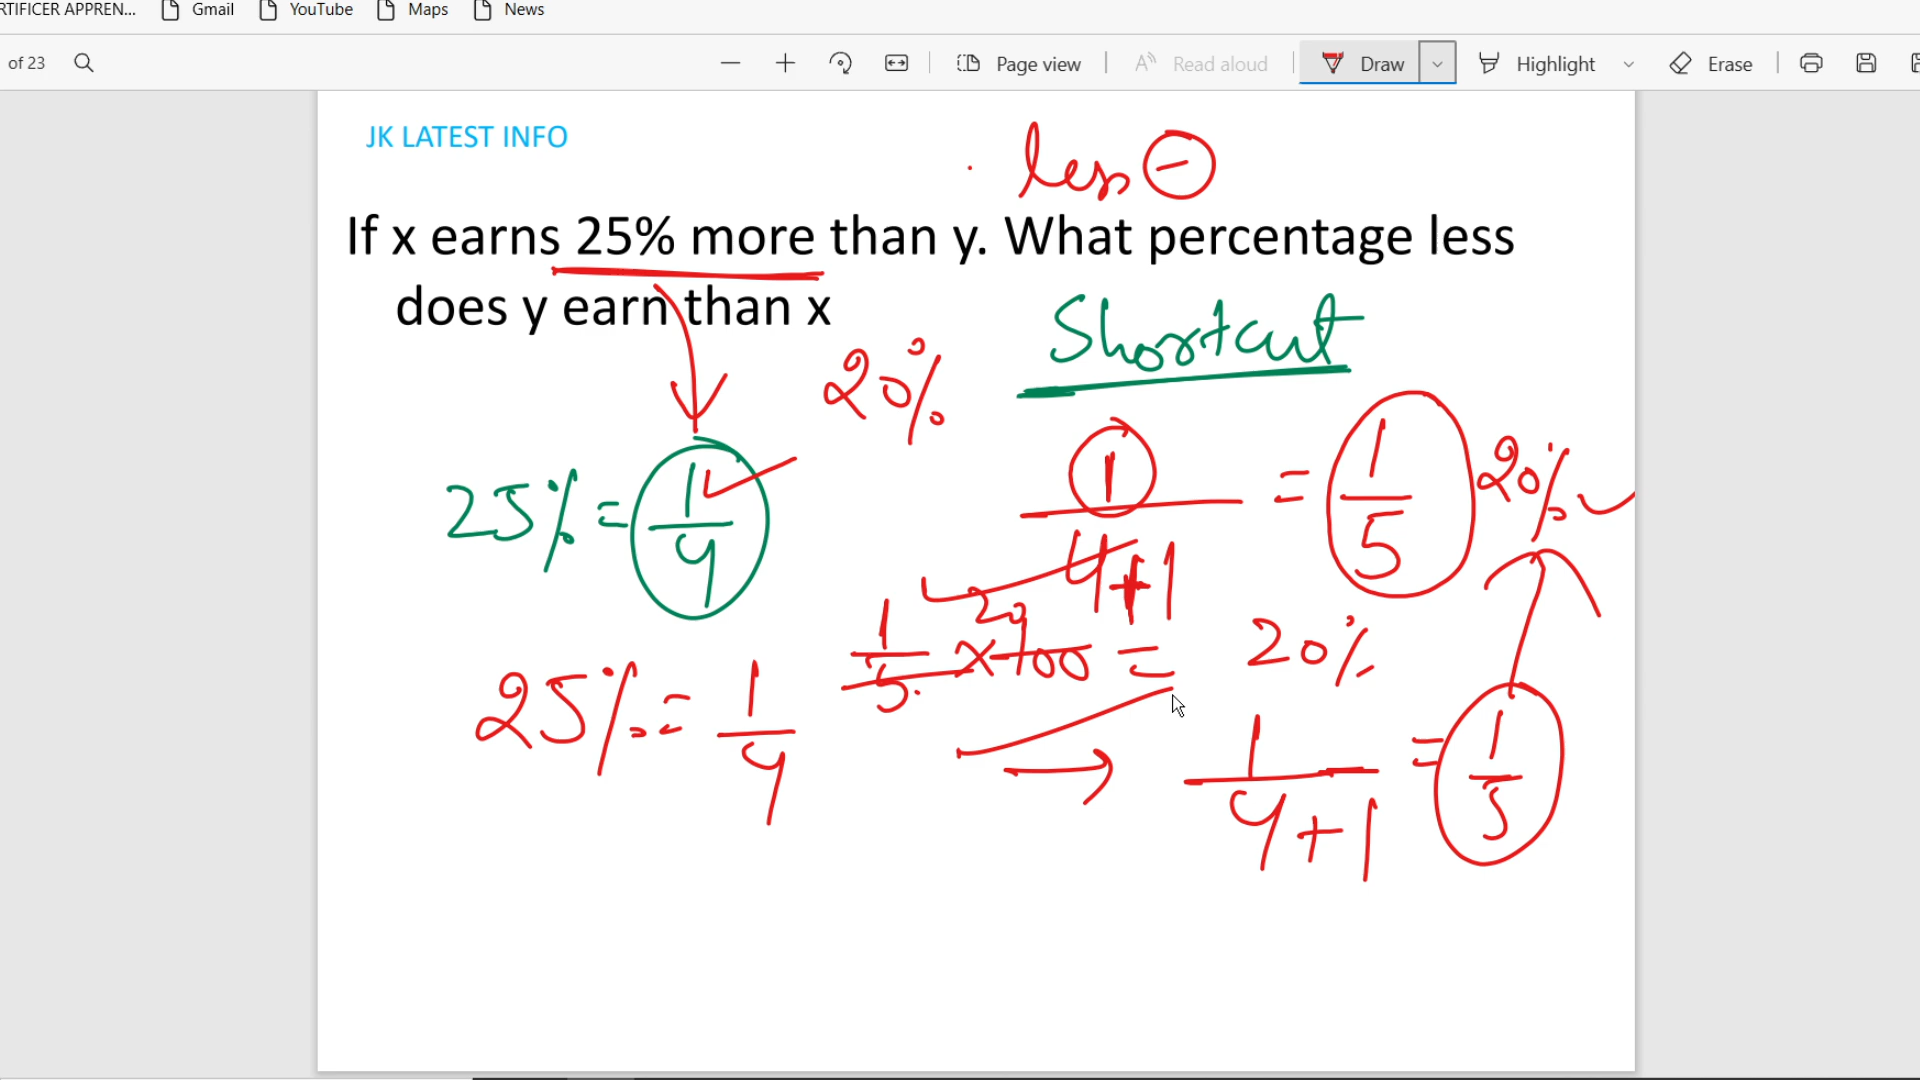 RTIFICER APPREN... Gmail YouTube Maps News
of 23 Page view Read aloud Draw Highlight Erase
JK LATEST INFO
less -
If x earns 25% more than y. What percentage less
does y earn than x
Shortcut
20%
25% = 1/4
1/4+1 = 1/5 20%
1/5 x 100 = 20%
20
25% = 1/4
→ 1/4+1 = 1/5